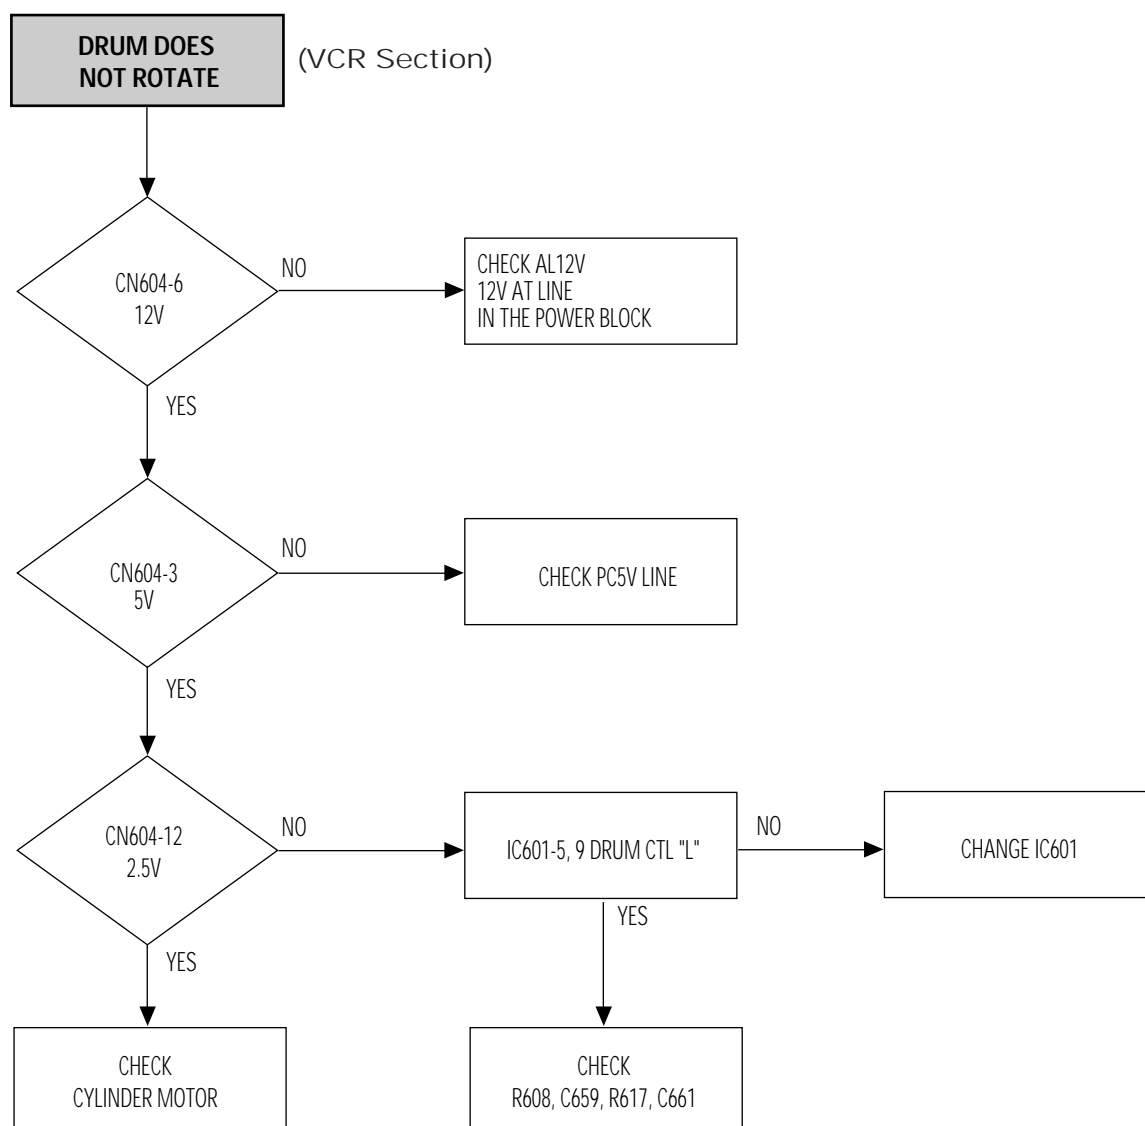 DRUM DOES
NOT ROTATE
(VCR Section)
CN604-6
12V
NO
CHECK AL12V
12V AT LINE
IN THE POWER BLOCK
YES
CN604-3
5V
NO
CHECK PC5V LINE
YES
CN604-12
2.5V
NO
IC601-5, 9 DRUM CTL "L"
NO
CHANGE IC601
YES
YES
CHECK
CYLINDER MOTOR
CHECK
R608, C659, R617, C661